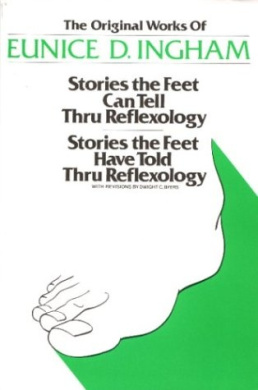 The Original Works Of
EUNICE D. INGHAM
Stories the Feet
Can Tell
Thru Reflexology
Stories the Feet
Have Told
Thru Reflexology
WITH REVISIONS BY DWIGHT C. BYERS